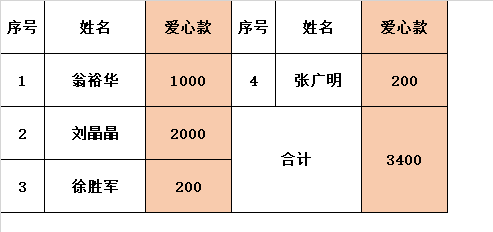 序号 姓名 爱心款 序号 姓名 爱心款
1 翁裕华 1000 4 张广明 200
2 刘晶晶 2000
合计 3400
3 徐胜军 200